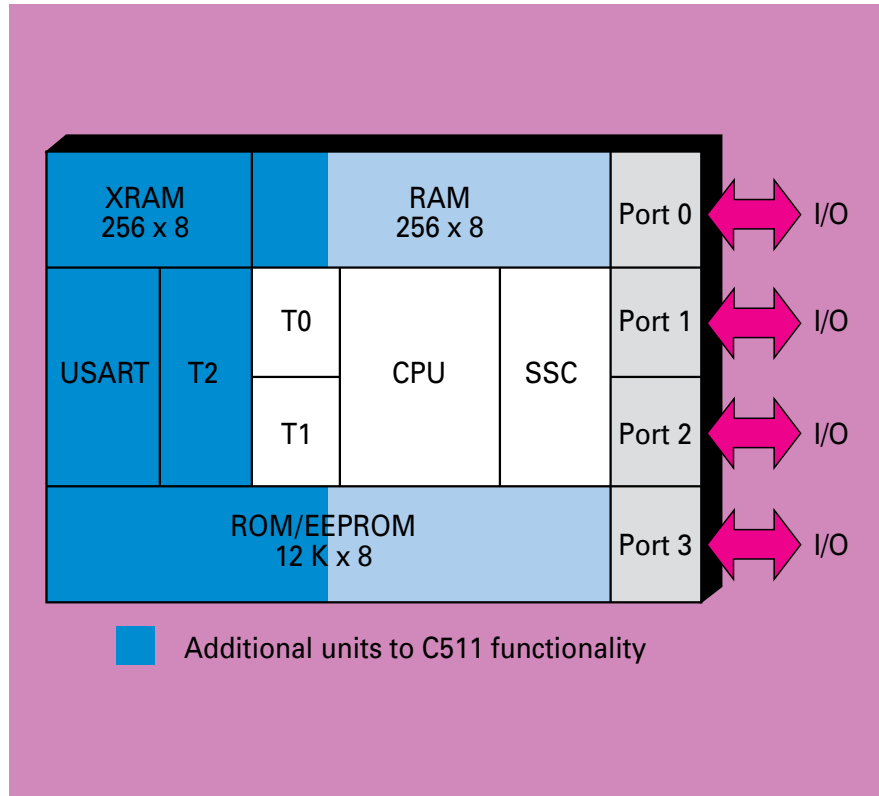 XRAM
256 x 8
RAM
256 x 8
Port 0
I/O
USART
T2
T0
T1
CPU
SSC
Port 1
I/O
Port 2
I/O
ROM/EEPROM
12 K x 8
Port 3
I/O
Additional units to C511 functionality